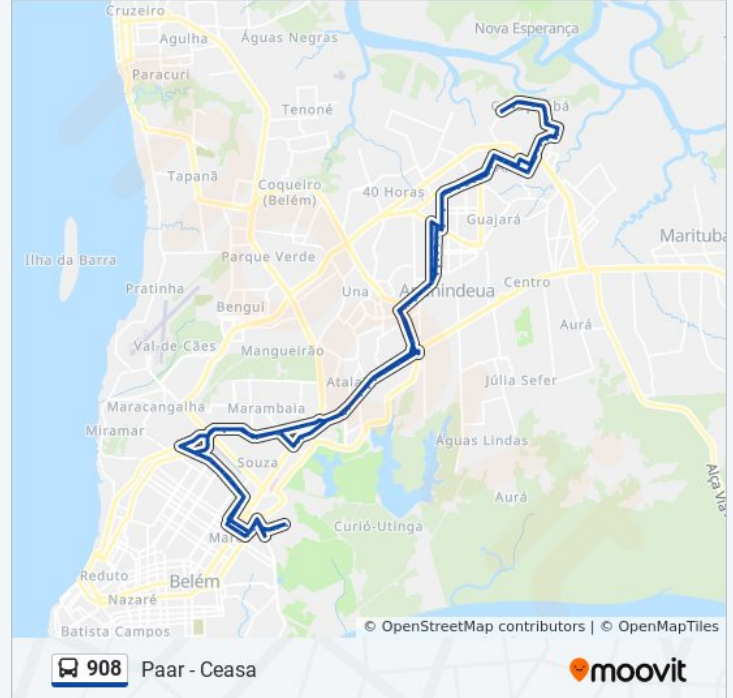 Cruzeiro
Agulha
Águas Negras
Nova Esperança
Paracuri
Tenoné
Tapanã
Coqueiro
(Belém)
40 Horas
Guajará
Marituba
Ilha da Barra
Parque Verde
Pratinha
Una
Centro
Benguí
Aurá
Val-de-Cães
Mangueirão
Júlia Sefer
Maracangalha
Marambaia
Miramar
Águas Lindas
Souza
Aurá
Alça Via
Curió-Utinga
Reduto
Belém
Nazaré
Batista Campos
© OpenStreetMap contributors | © OpenMapTiles
908 Paar - Ceasa
moovit